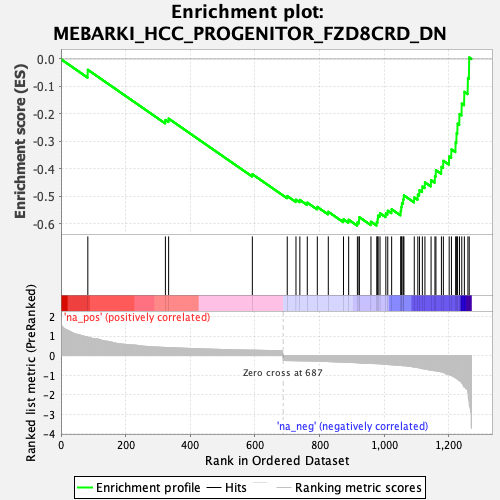 Enrichment plot:
MEBARKI_HCC_PROGENITOR_FZD8CRD_DN
Enrichment score (ES)
0.0
-0.1
-0.2
-0.3
-0.4
-0.5
-0.6
'na_pos' (positively correlated)
Ranked list metric (PreRanked)
2
1
0
-1
-2
-3
-4
Zero cross at 687
'na_neg' (negatively correlated)
0
200
400
600
800
1,000
1,200
Rank in Ordered Dataset
Enrichment profile
Hits
Ranking metric scores